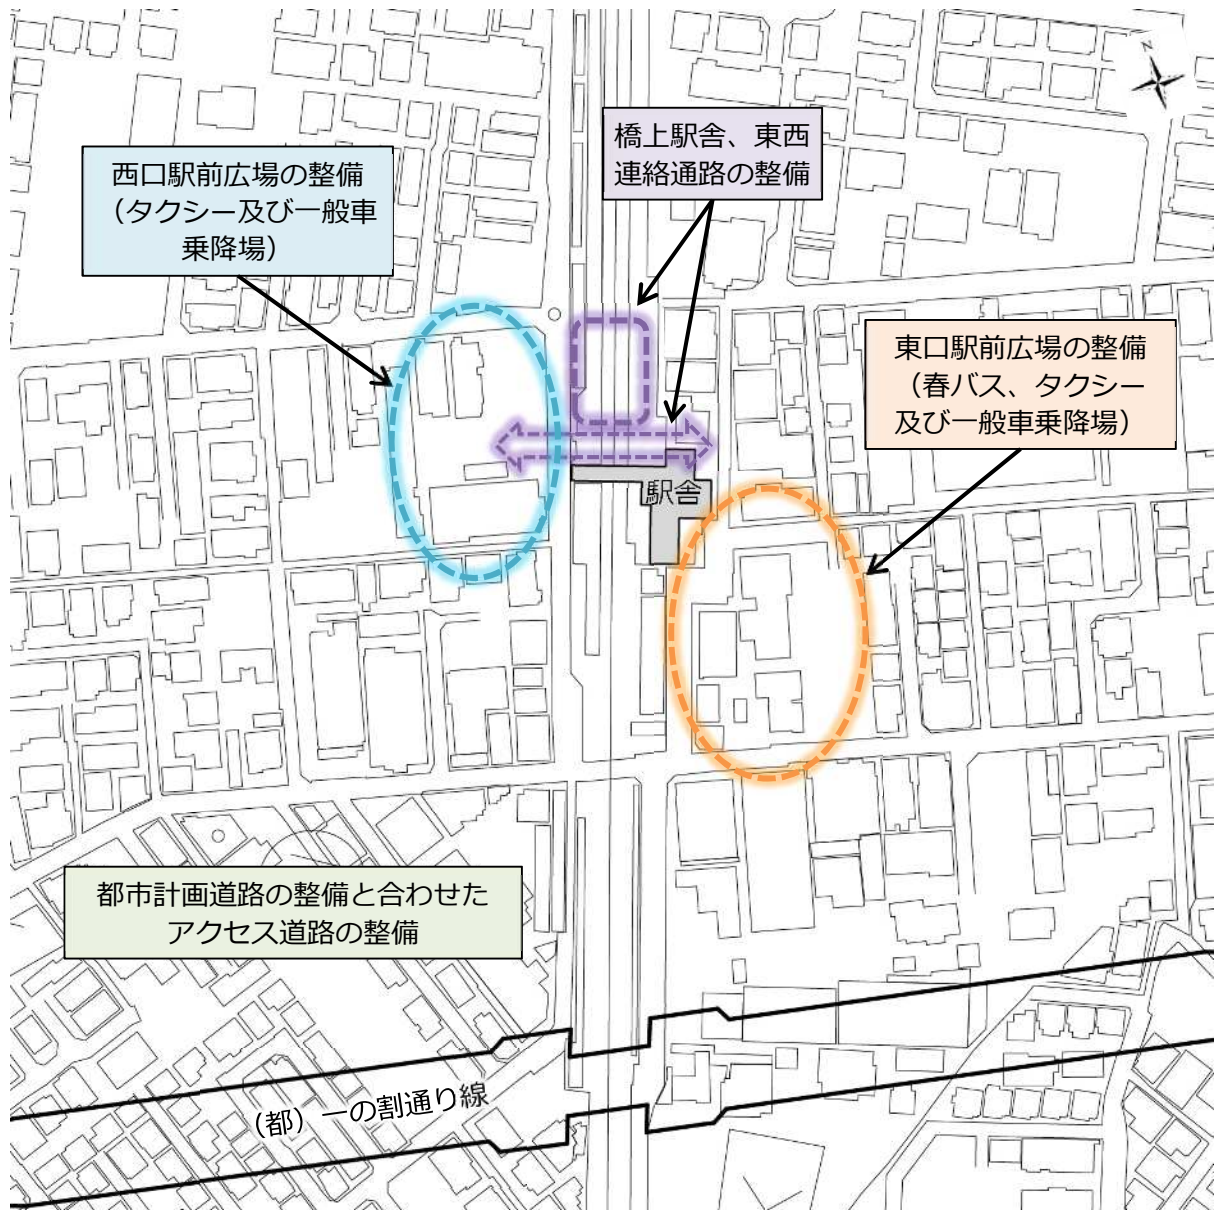 N
橋上駅舎、東西
連絡通路の整備
西口駅前広場の整備
（タクシー及び一般車
乗降場）
東口駅前広場の整備
（春バス、タクシー
及び一般車乗降場）
駅舎
都市計画道路の整備と合わせた
アクセス道路の整備
（都）一の割通り線